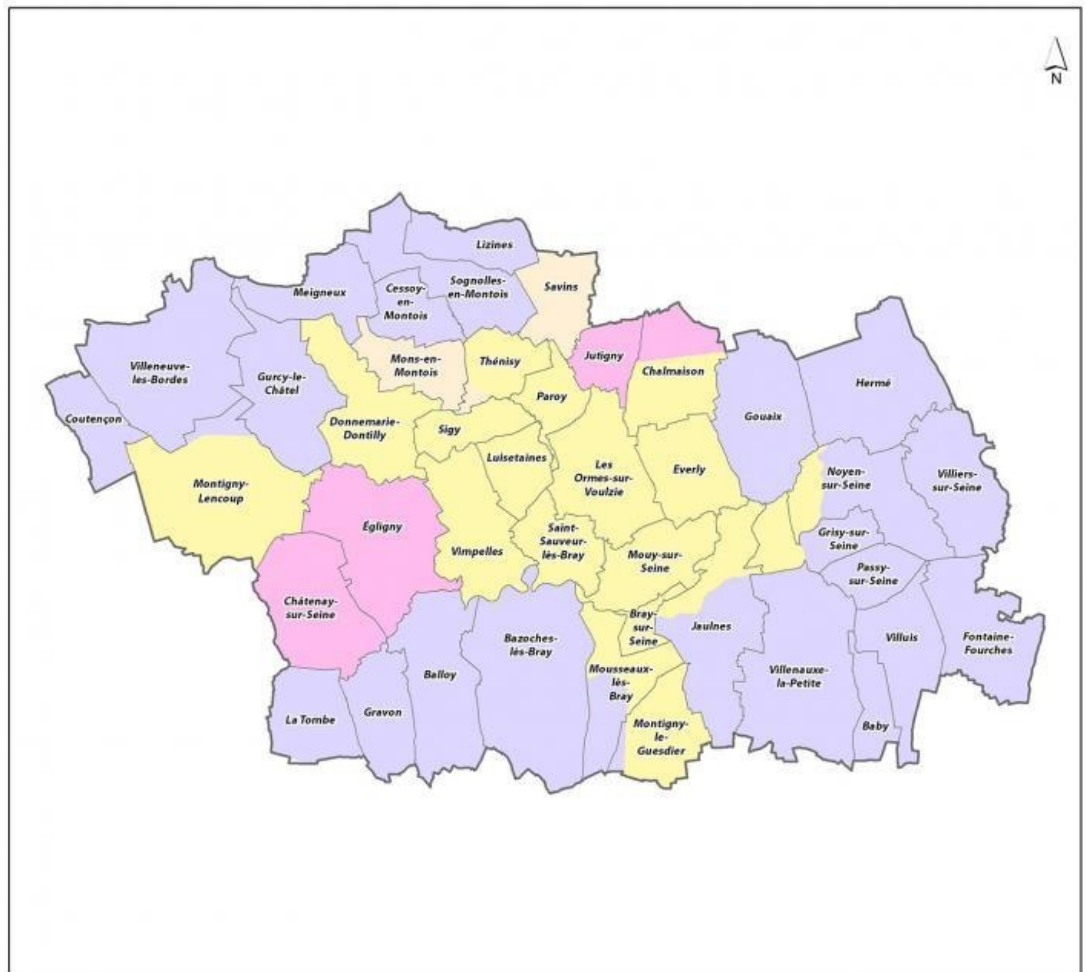 N
Lizines
Savins
Sognolles-
en-Montois
Cessoy-
en-
Montois
Meigneux
Villeneuve-
les-Bordes
Gurcy-le-
Châtel
Coutençon
Mons-en-
Montois
Thénisy
Jutigny
Chalmaison
Paroy
Gouaix
Hermé
Donnemarie-
Dontilly
Sigy
Luisetaines
Les
Ormes-sur-
Voulzie
Everly
Montigny-
Lencoup
Noyen-
sur-Seine
Villiers-
sur-Seine
Égligny
Vimpelles
Saint-
Sauveur-
lès-Bray
Mouy-sur-
Seine
Grisy-sur-
Seine
Passy-
sur-Seine
Châtenay-
sur-Seine
Bray-
sur-
Seine
Jaulnes
Bazoches-
lès-Bray
Villuis
Fontaine-
Fourches
Balloy
Mousseaux-
lès-
Bray
Villenauxe-
la-Petite
La Tombe
Gravon
Montigny-
le-
Guesdier
Baby